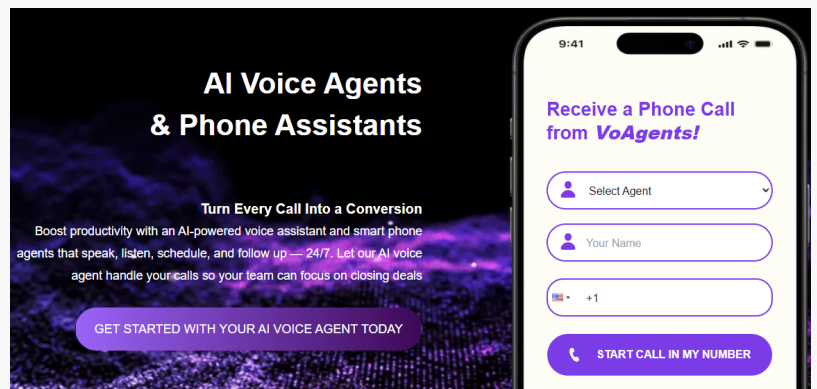 AI Voice Agents
& Phone Assistants
Turn Every Call Into a Conversion
Boost productivity with an AI-powered voice assistant and smart phone
agents that speak, listen, schedule, and follow up — 24/7. Let our AI voice
agent handle your calls so your team can focus on closing deals
GET STARTED WITH YOUR AI VOICE AGENT TODAY
9:41
Receive a Phone Call
from VoAgents!
Select Agent
Your Name
+1
START CALL IN MY NUMBER